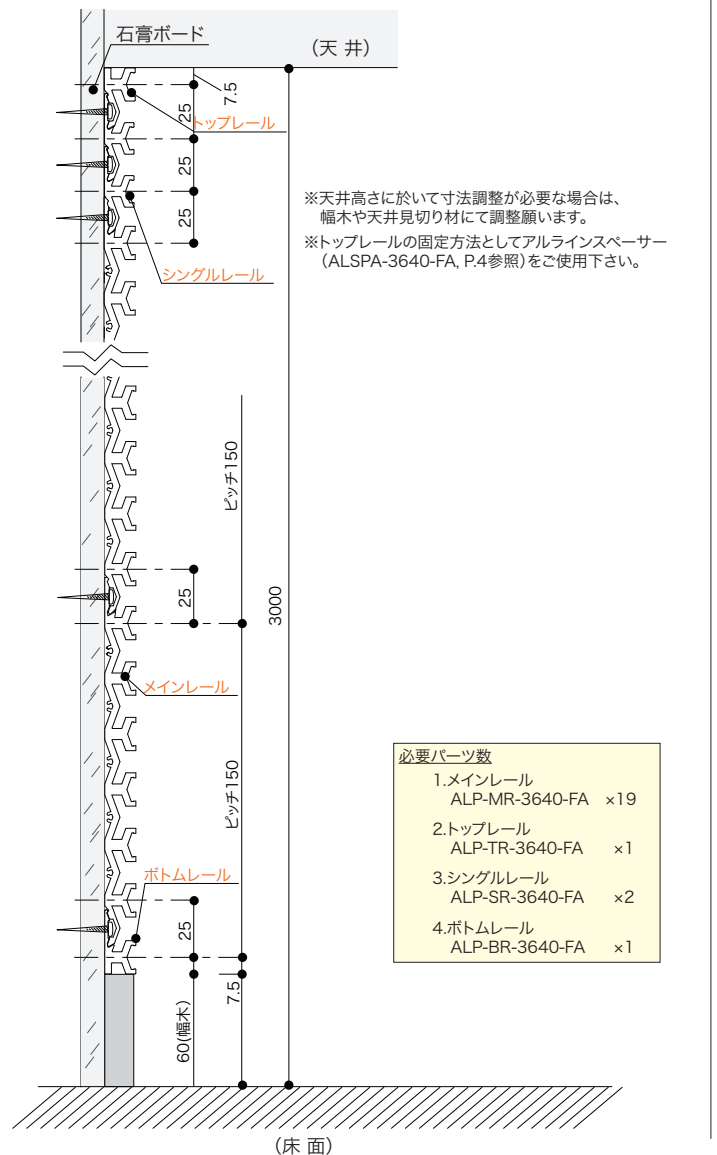 石膏ボード
(天 井)
7.5
25
トップレール
25
25
シングルレール
※天井高さに於いて寸法調整が必要な場合は、
幅木や天井見切り材にて調整願います。
※トップレールの固定方法としてアルラインスペーサー
(ALSPA-3640-FA, P.4参照)をご使用下さい。
ピッチ150
25
3000
メインレール
ピッチ150
ボトムレール
25
7.5
60(幅木)
必要パーツ数
1.メインレール
ALP-MR-3640-FA ×19
2.トップレール
ALP-TR-3640-FA ×1
3.シングルレール
ALP-SR-3640-FA ×2
4.ボトムレール
ALP-BR-3640-FA ×1
(床 面)